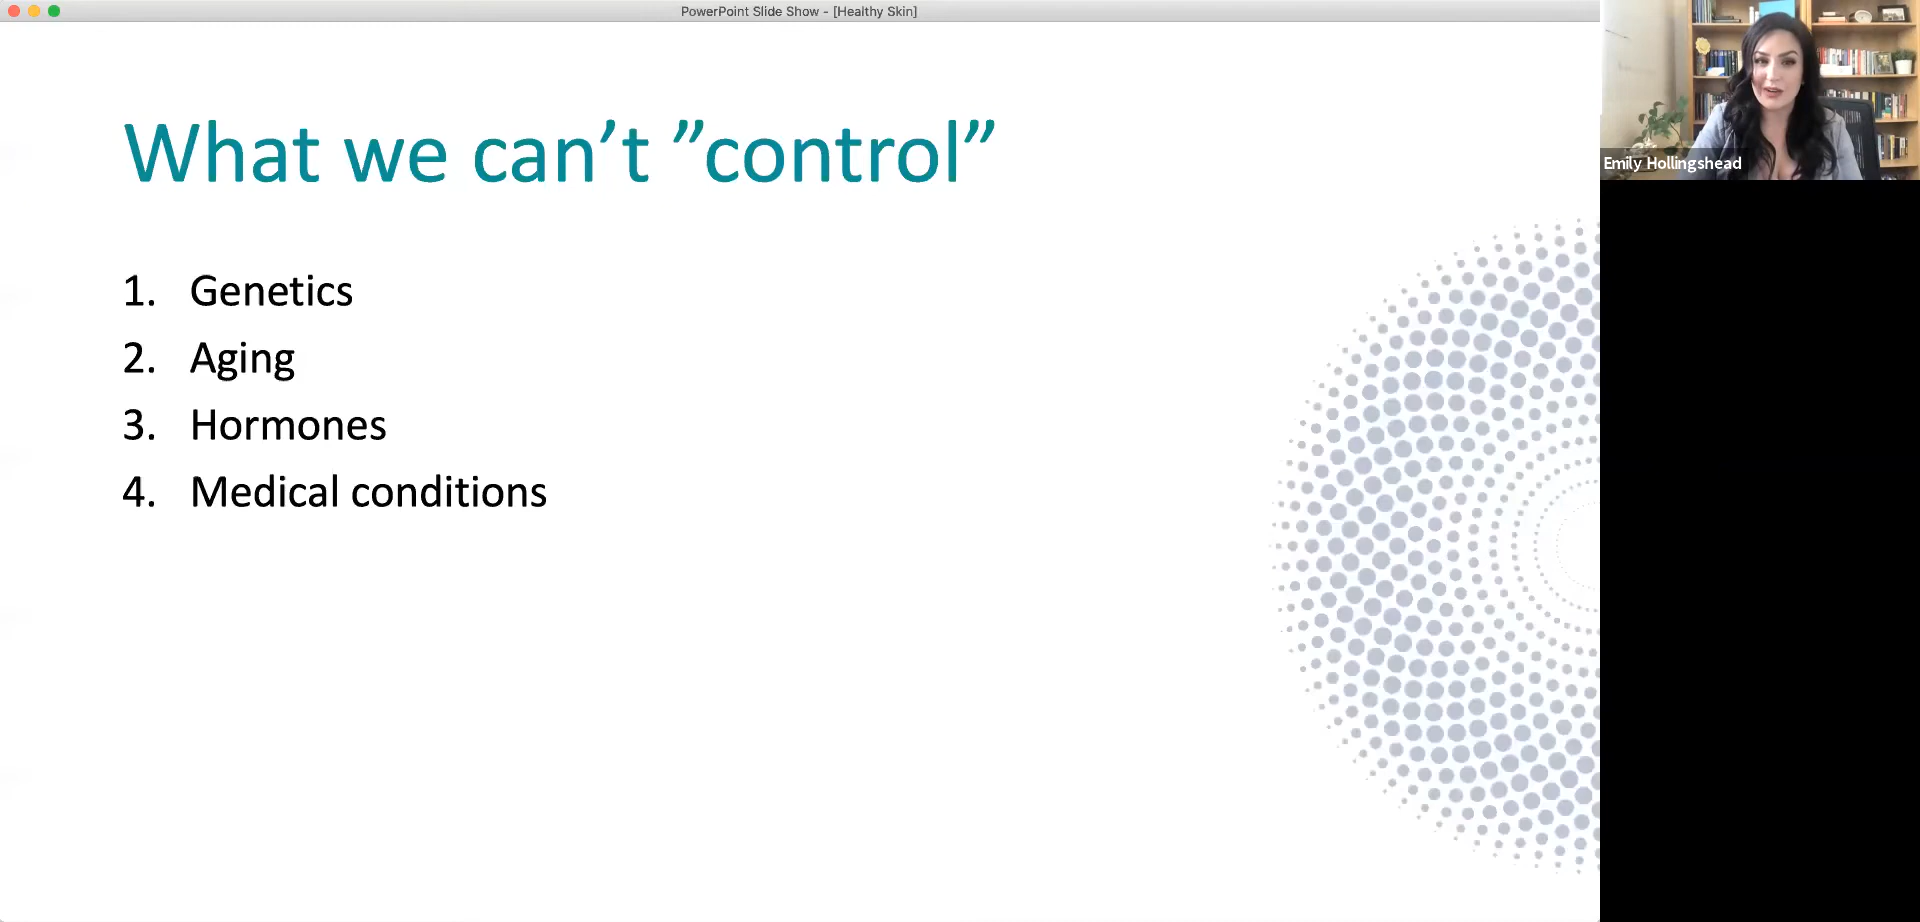 PowerPoint Slide Show - [Healthy Skin]
What we can’t ”control”
1. Genetics
2. Aging
3. Hormones
4. Medical conditions
Emily Hollingshead